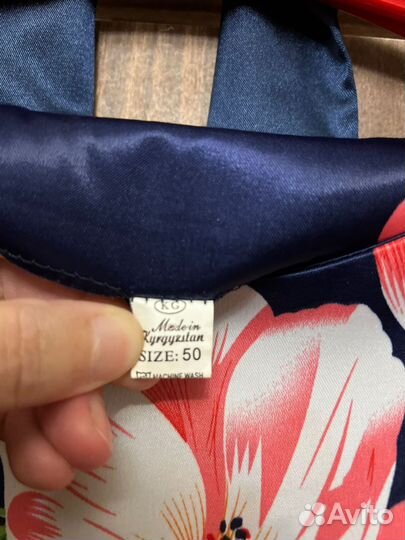 KG
Made in
Kyrgyzstan
SIZE: 50
MACHINE WASH
Avito